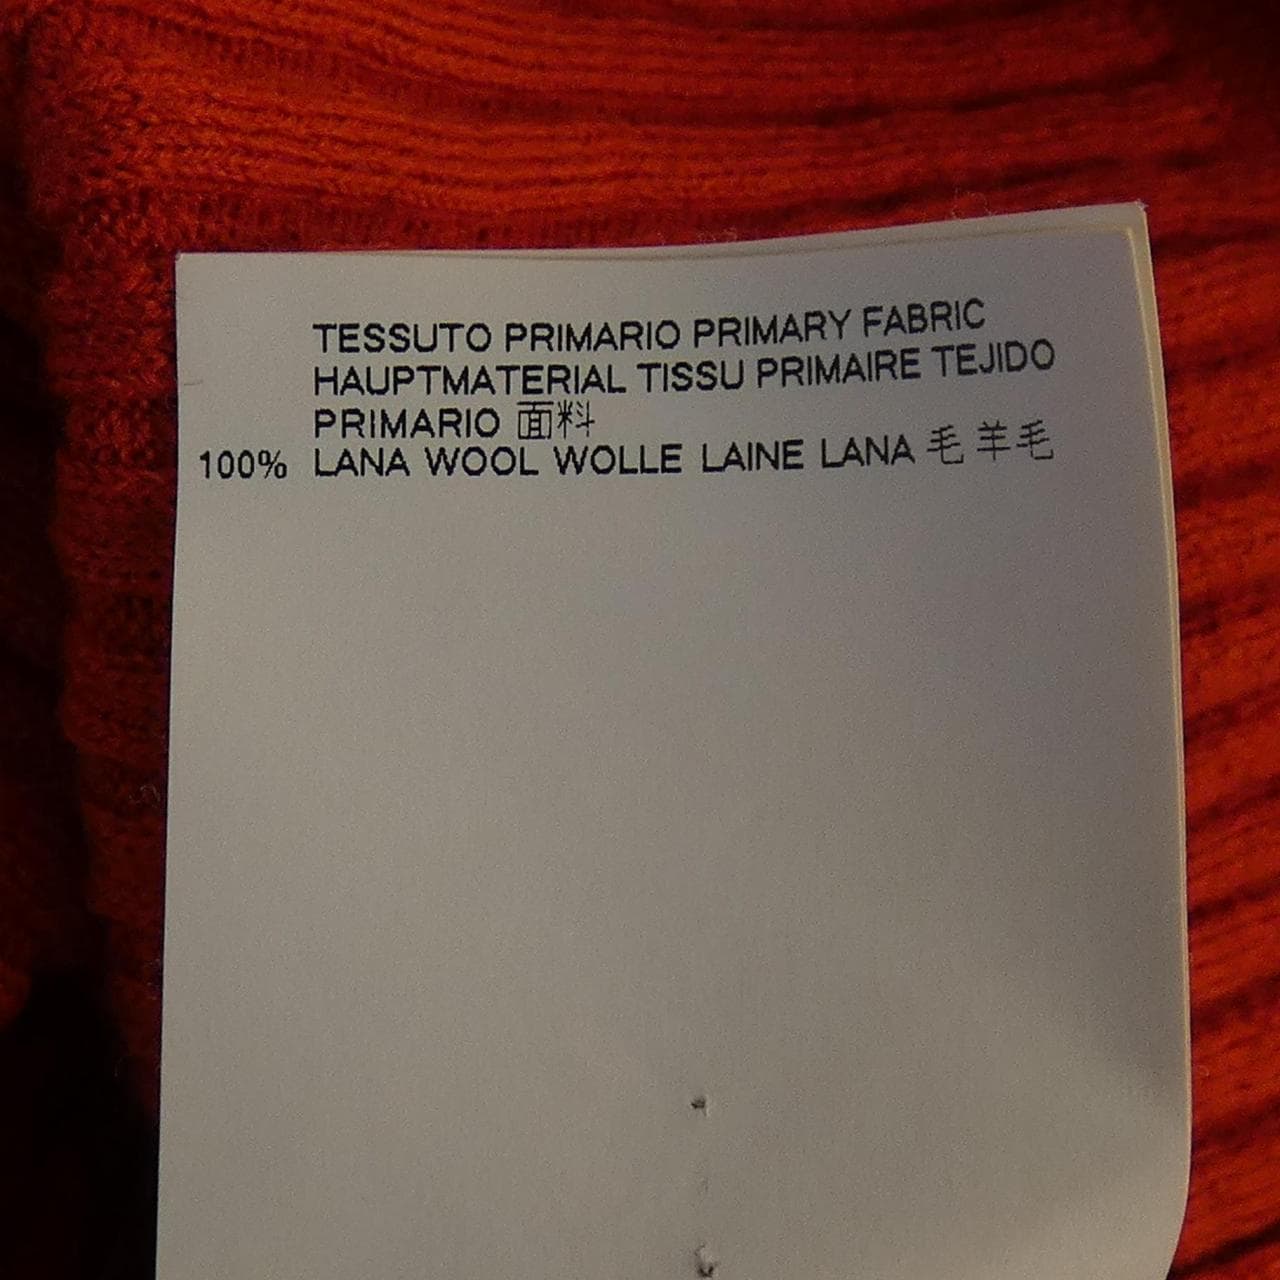 TESSUTO PRIMARIO PRIMARY FABRIC
HAUPTMATERIAL TISSU PRIMAIRE TEJIDO
PRIMARIO 面料
100% LANA WOOL WOLLE LAINE LANA 毛 羊毛